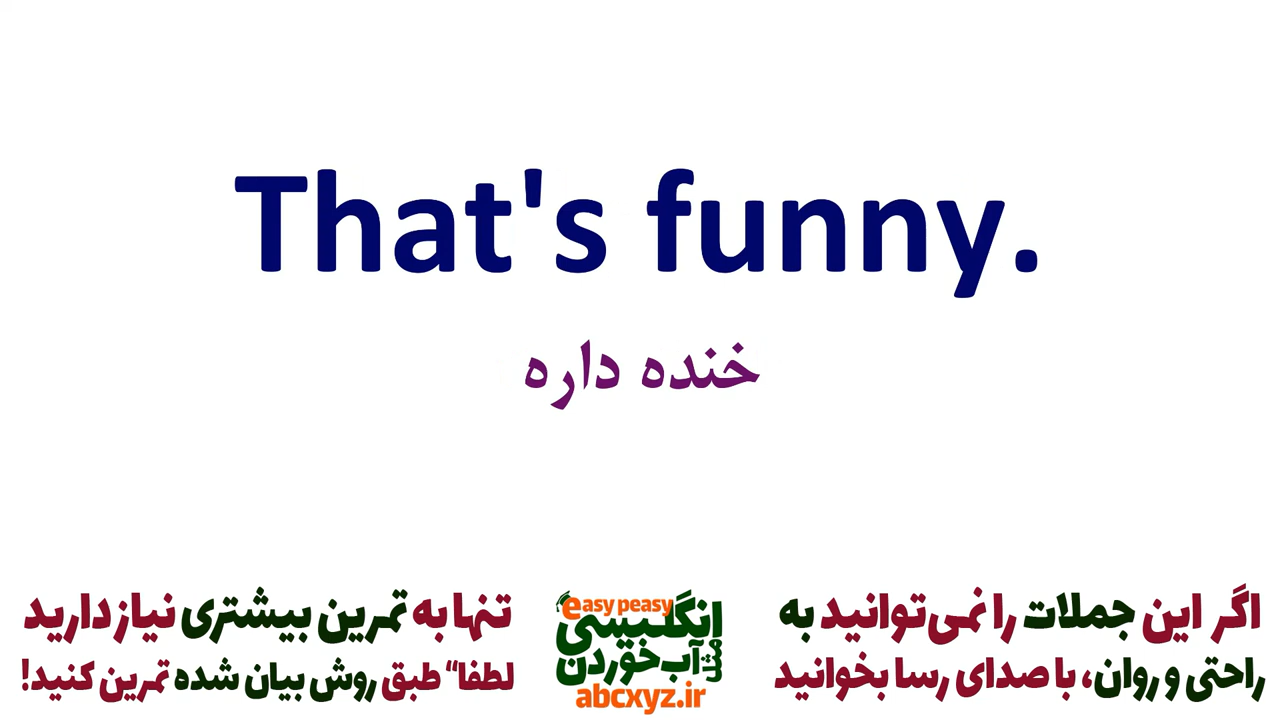 That's funny.
خنده داره
اگر این جملات را نمی‌توانید به
راحتی و روان، با صدای رسا بخوانید
easy peasy
انگلیسی
مثل آب خوردن
abcxyz.ir
تنها به تمرین بیشتری نیاز دارید
لطفا“ طبق روش بیان شده تمرین کنید!